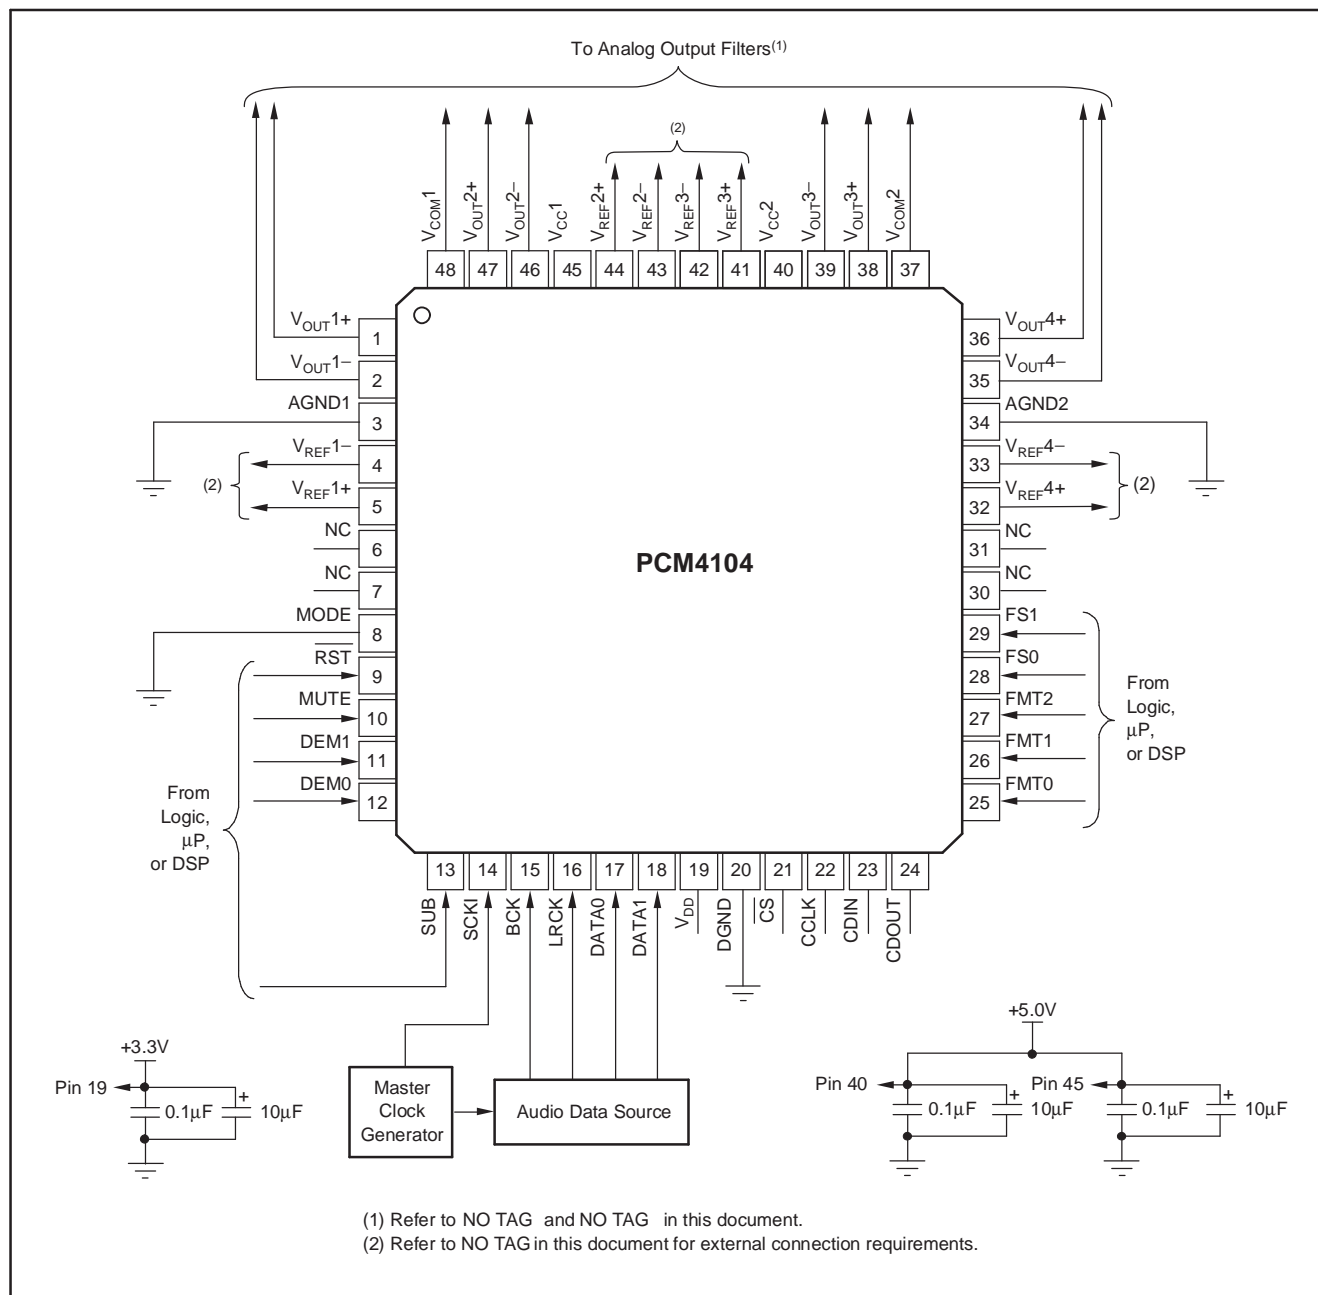 To Analog Output Filters(1)
(2)
VCOM1
VOUT2+
VOUT2−
VCC1
VREF2+
VREF2−
VREF3−
VREF3+
VCC2
VOUT3−
VOUT3+
VCOM2
48 47 46 45 44 43 42 41 40 39 38 37
VOUT1+ 1
VOUT1− 2
AGND1 3
VREF1− 4
(2)
VREF1+ 5
NC 6
NC 7
MODE 8
RST 9
MUTE 10
DEM1 11
DEM0 12
From
Logic,
μP,
or DSP
PCM4104
36 VOUT4+
35 VOUT4−
34 AGND2
33 VREF4−
(2)
32 VREF4+
31 NC
30 NC
29 FS1
28 FS0
27 FMT2
26 FMT1
25 FMT0
From
Logic,
μP,
or DSP
13 14 15 16 17 18 19 20 21 22 23 24
SUB
SCKI
BCK
LRCK
DATA0
DATA1
VDD
DGND
CS
CCLK
CDIN
CDOUT
+3.3V
Pin 19
0.1μF
+
10μF
Master
Clock
Generator
Audio Data Source
+5.0V
Pin 40
0.1μF
+
10μF
Pin 45
0.1μF
+
10μF
(1) Refer to NO TAG and NO TAG in this document.
(2) Refer to NO TAG in this document for external connection requirements.